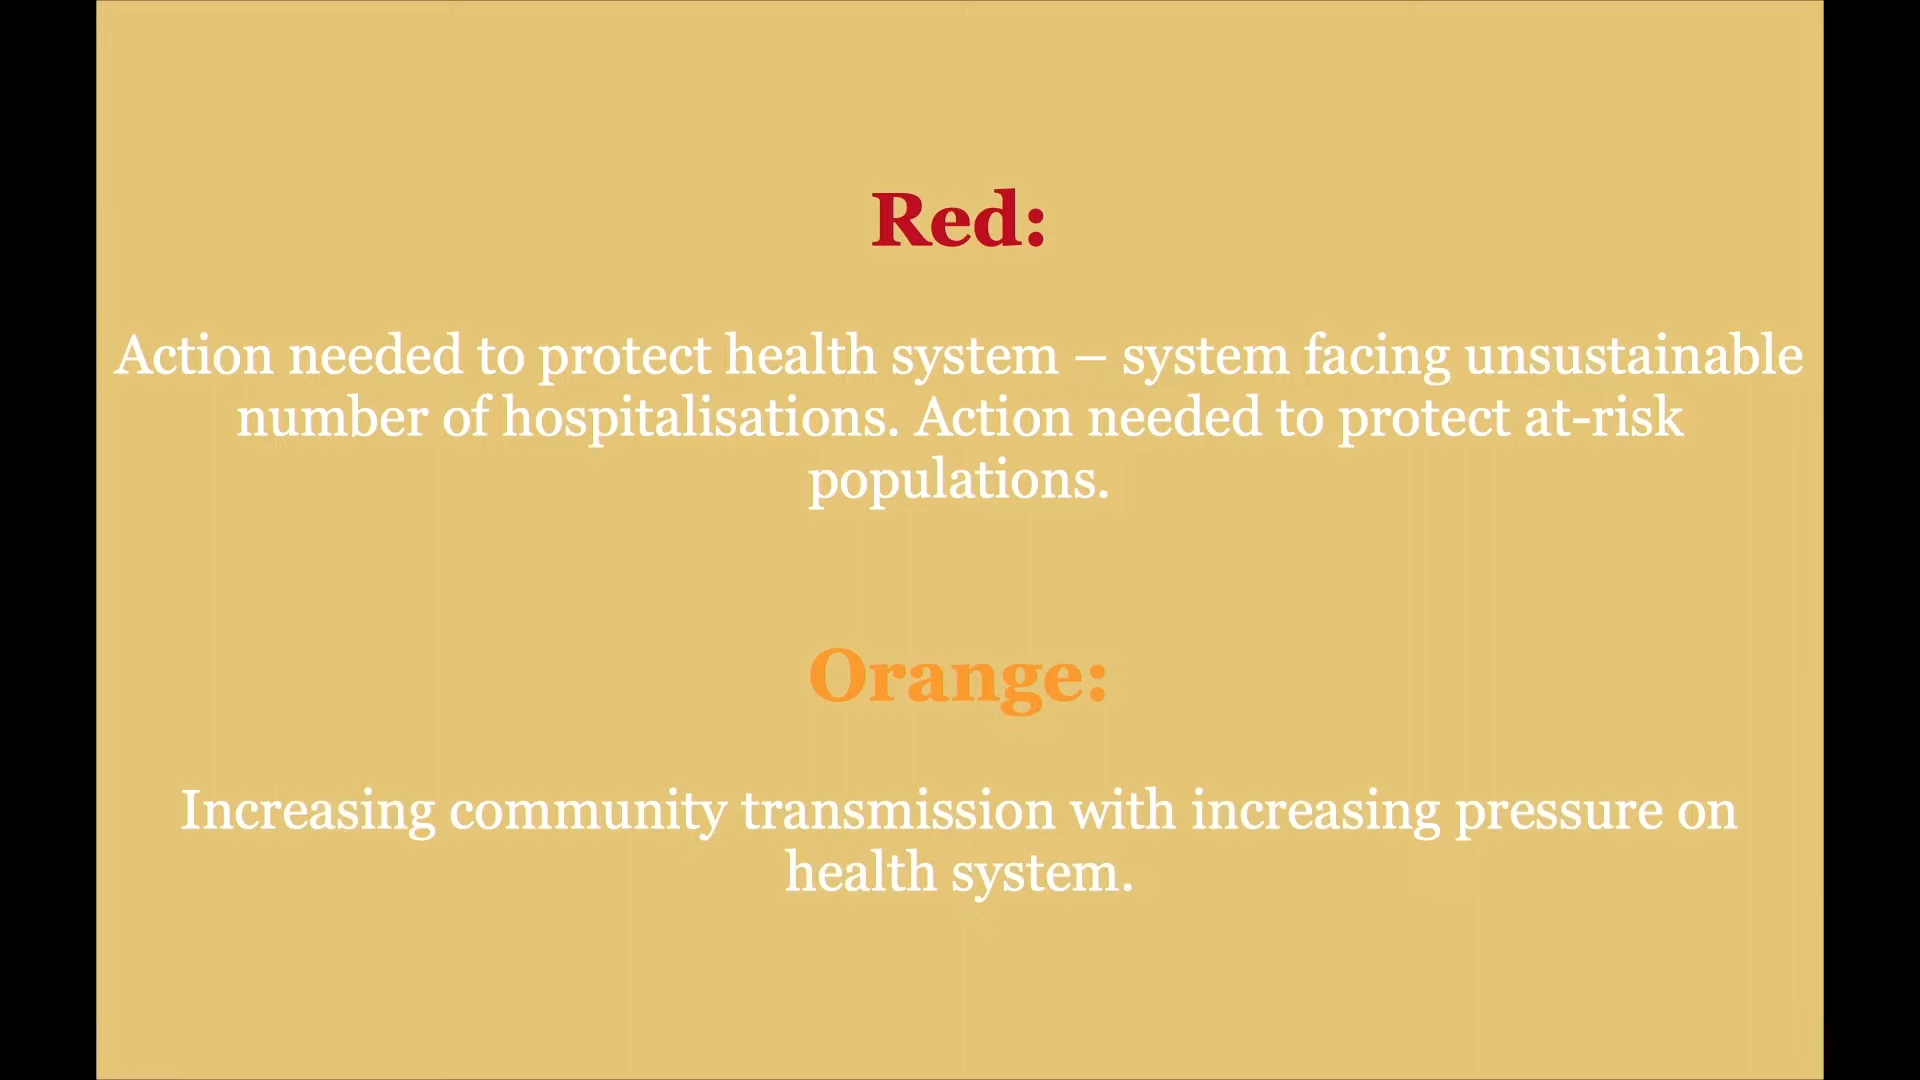 Red:
Action needed to protect health system – system facing unsustainable
number of hospitalisations. Action needed to protect at-risk
populations.
Orange:
Increasing community transmission with increasing pressure on
health system.